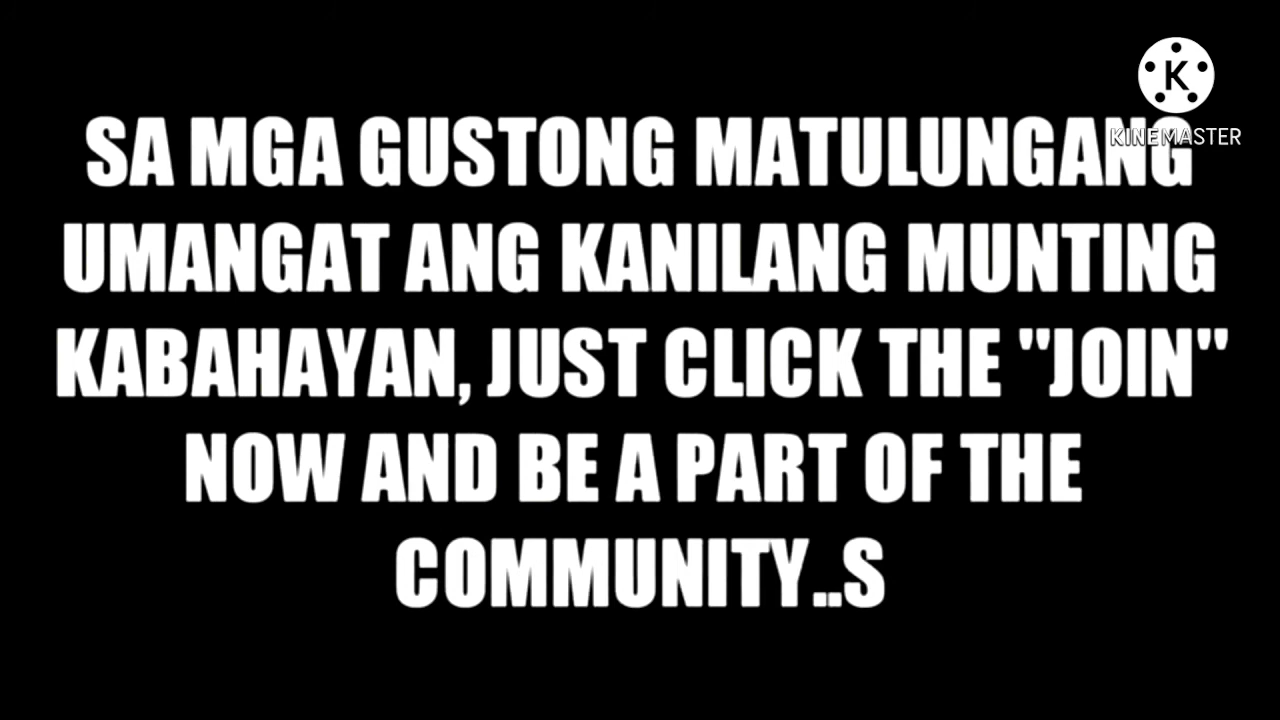 K
KINEMASTER
SA MGA GUSTONG MATULUNGANG
UMANGAT ANG KANILANG MUNTING
KABAHAYAN, JUST CLICK THE "JOIN"
NOW AND BE A PART OF THE
COMMUNITY..S